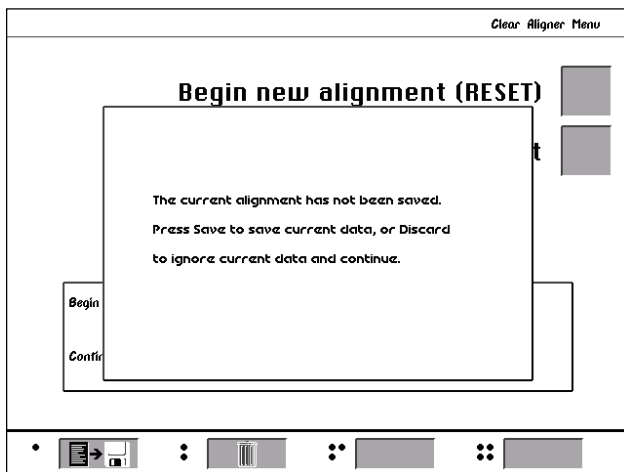 Clear Aligner Menu
Begin new alignment (RESET)
t
The current alignment has not been saved.
Press Save to save current data, or Discard
to ignore current data and continue.
Begin
Contin